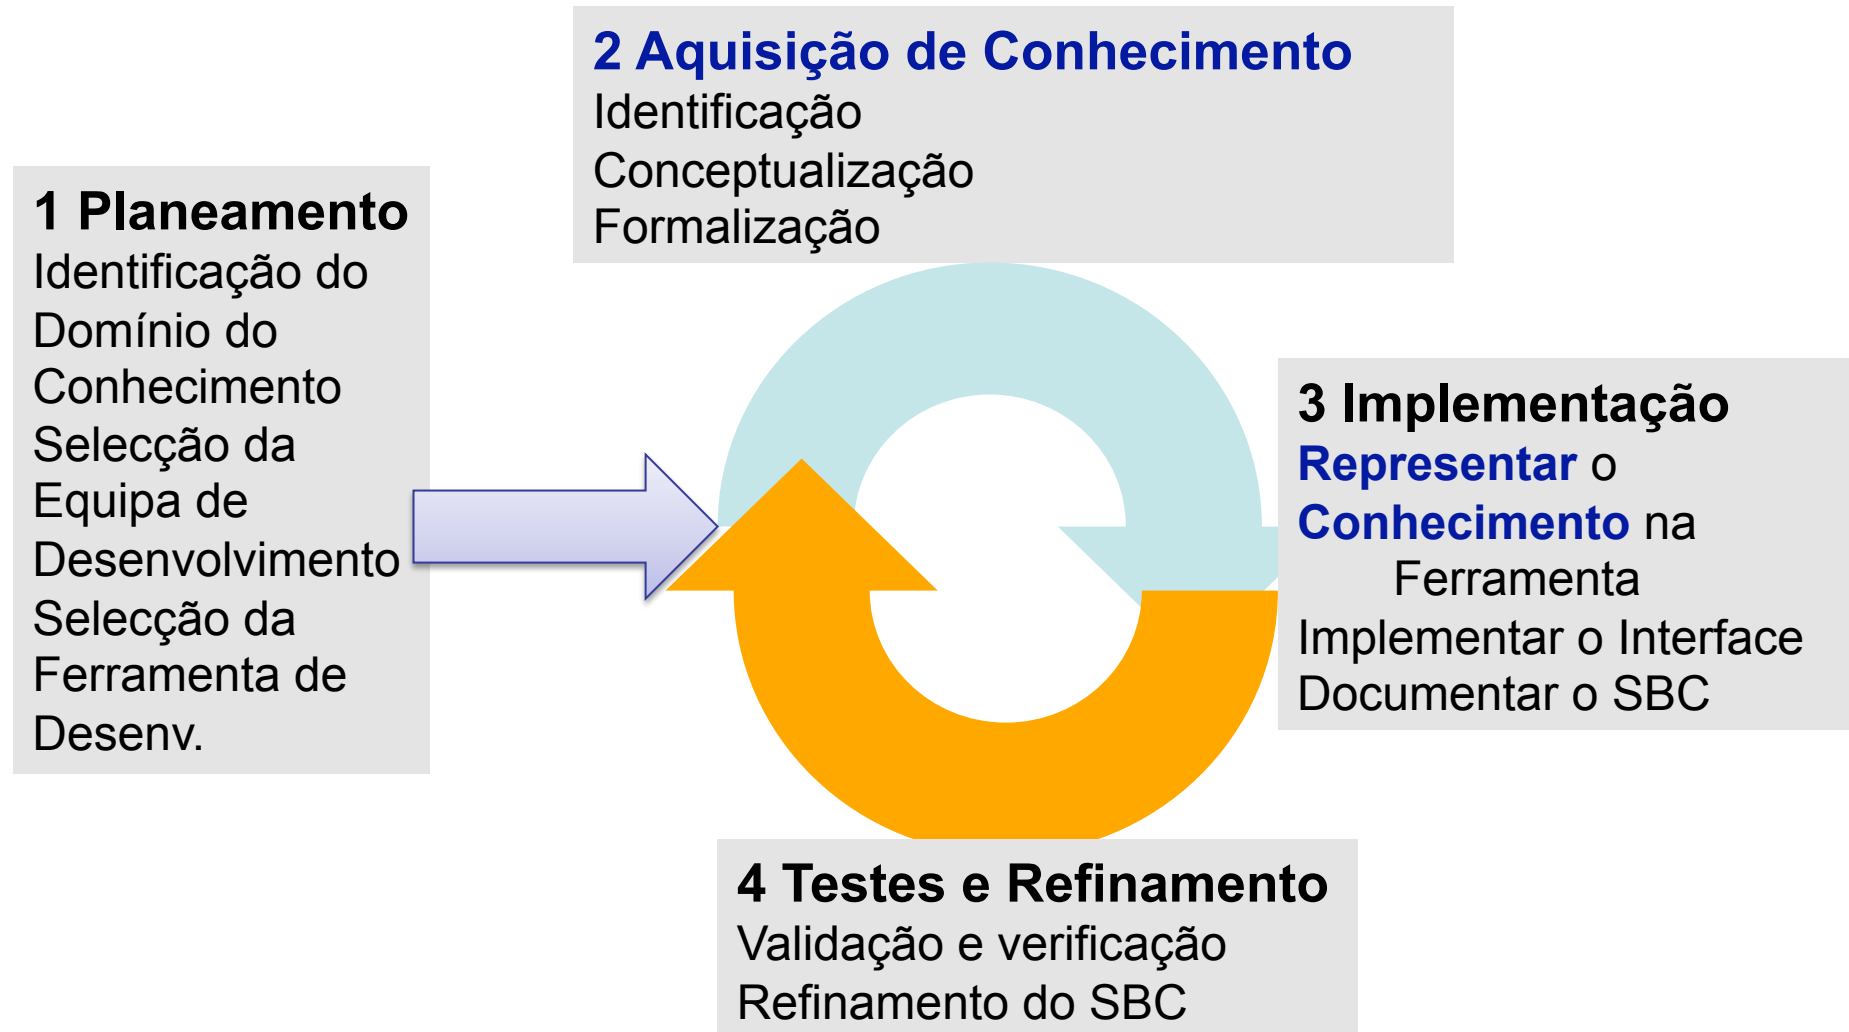 1 Planeamento
Identificação do
Domínio do
Conhecimento
Selecção da
Equipa de
Desenvolvimento
Selecção da
Ferramenta de
Desenv.
2 Aquisição de Conhecimento
Identificação
Conceptualização
Formalização
3 Implementação
Representar o
Conhecimento na
Ferramenta
Implementar o Interface
Documentar o SBC
4 Testes e Refinamento
Validação e verificação
Refinamento do SBC